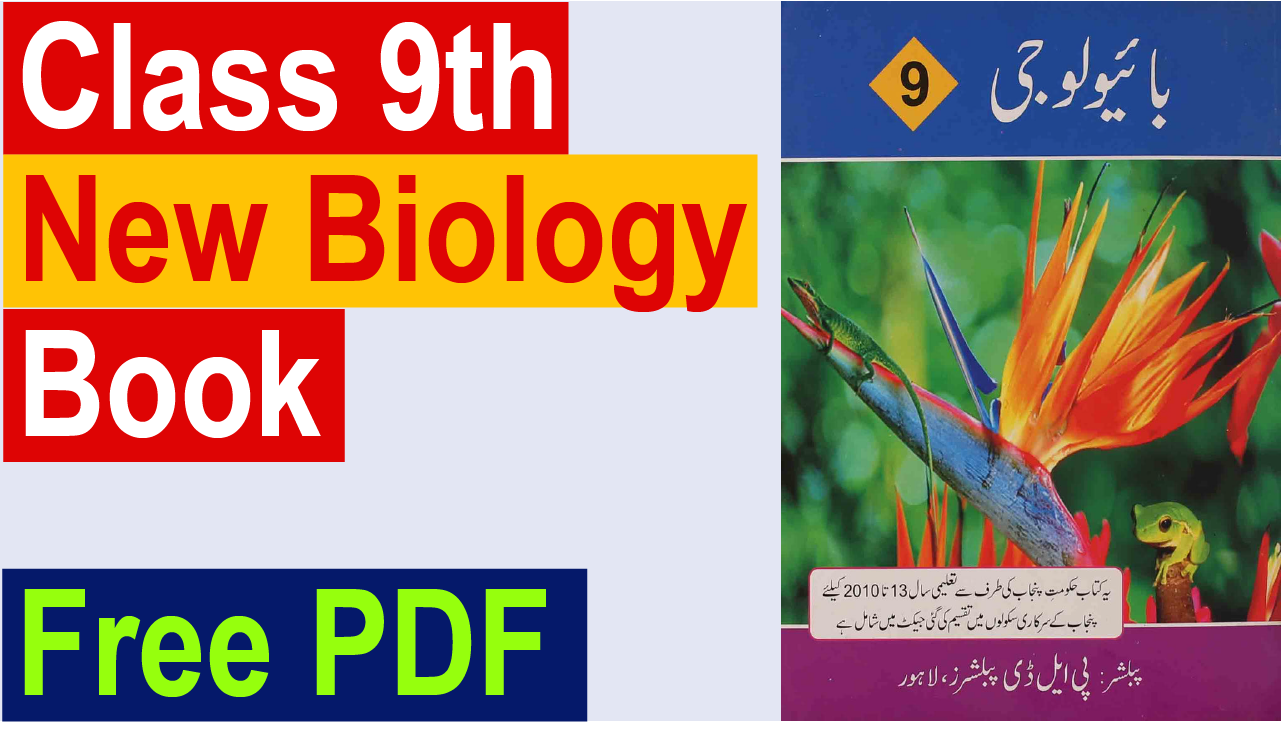 Class 9th
New Biology
Book
Free PDF
بائیولوجی 9
یہ کتاب حکومت پنجاب کی طرف سے تعلیمی سال 13 تا 2010 کیلئے
پنجاب کے سرکاری سکولوں میں تقسیم کی گئی جیکٹ میں شامل ہے
پبلشر: پی ایل ڈی پبلشرز، لاہور